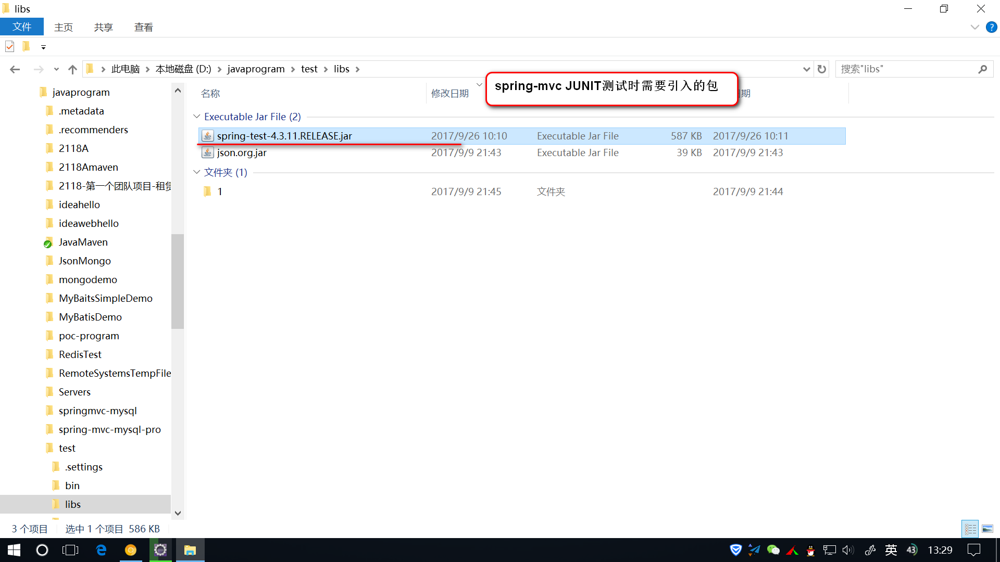 libs
文件 主页 共享 查看
此电脑 本地磁盘 (D:) javaprogram test libs
搜索"libs"
spring-mvc JUNIT测试时需要引入的包
名称 修改日期 期
javaprogram
.metadata
.recommenders
2118A
2118Amaven
2118-第一个团队项目-租赁
ideahello
ideawebhello
JavaMaven
JsonMongo
mongodemo
MyBaitsSimpleDemo
MyBatisDemo
poc-program
RedisTest
RemoteSystemsTempFile
Servers
springmvc-mysql
spring-mvc-mysql-pro
test
.settings
bin
libs
Executable Jar File (2)
spring-test-4.3.11.RELEASE.jar 2017/9/26 10:10 Executable Jar File 587 KB 2017/9/26 10:11
json.org.jar 2017/9/9 21:43 Executable Jar File 39 KB 2017/9/9 21:43
文件夹 (1)
1 2017/9/9 21:45 文件夹 2017/9/9 21:44
3 个项目 选中 1 个项目 586 KB
英 43 13:29